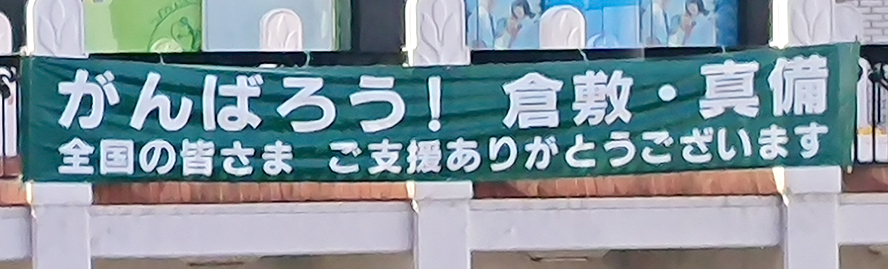 がんばろう! 倉敷・真備
全国の皆さま ご支援ありがとうございます